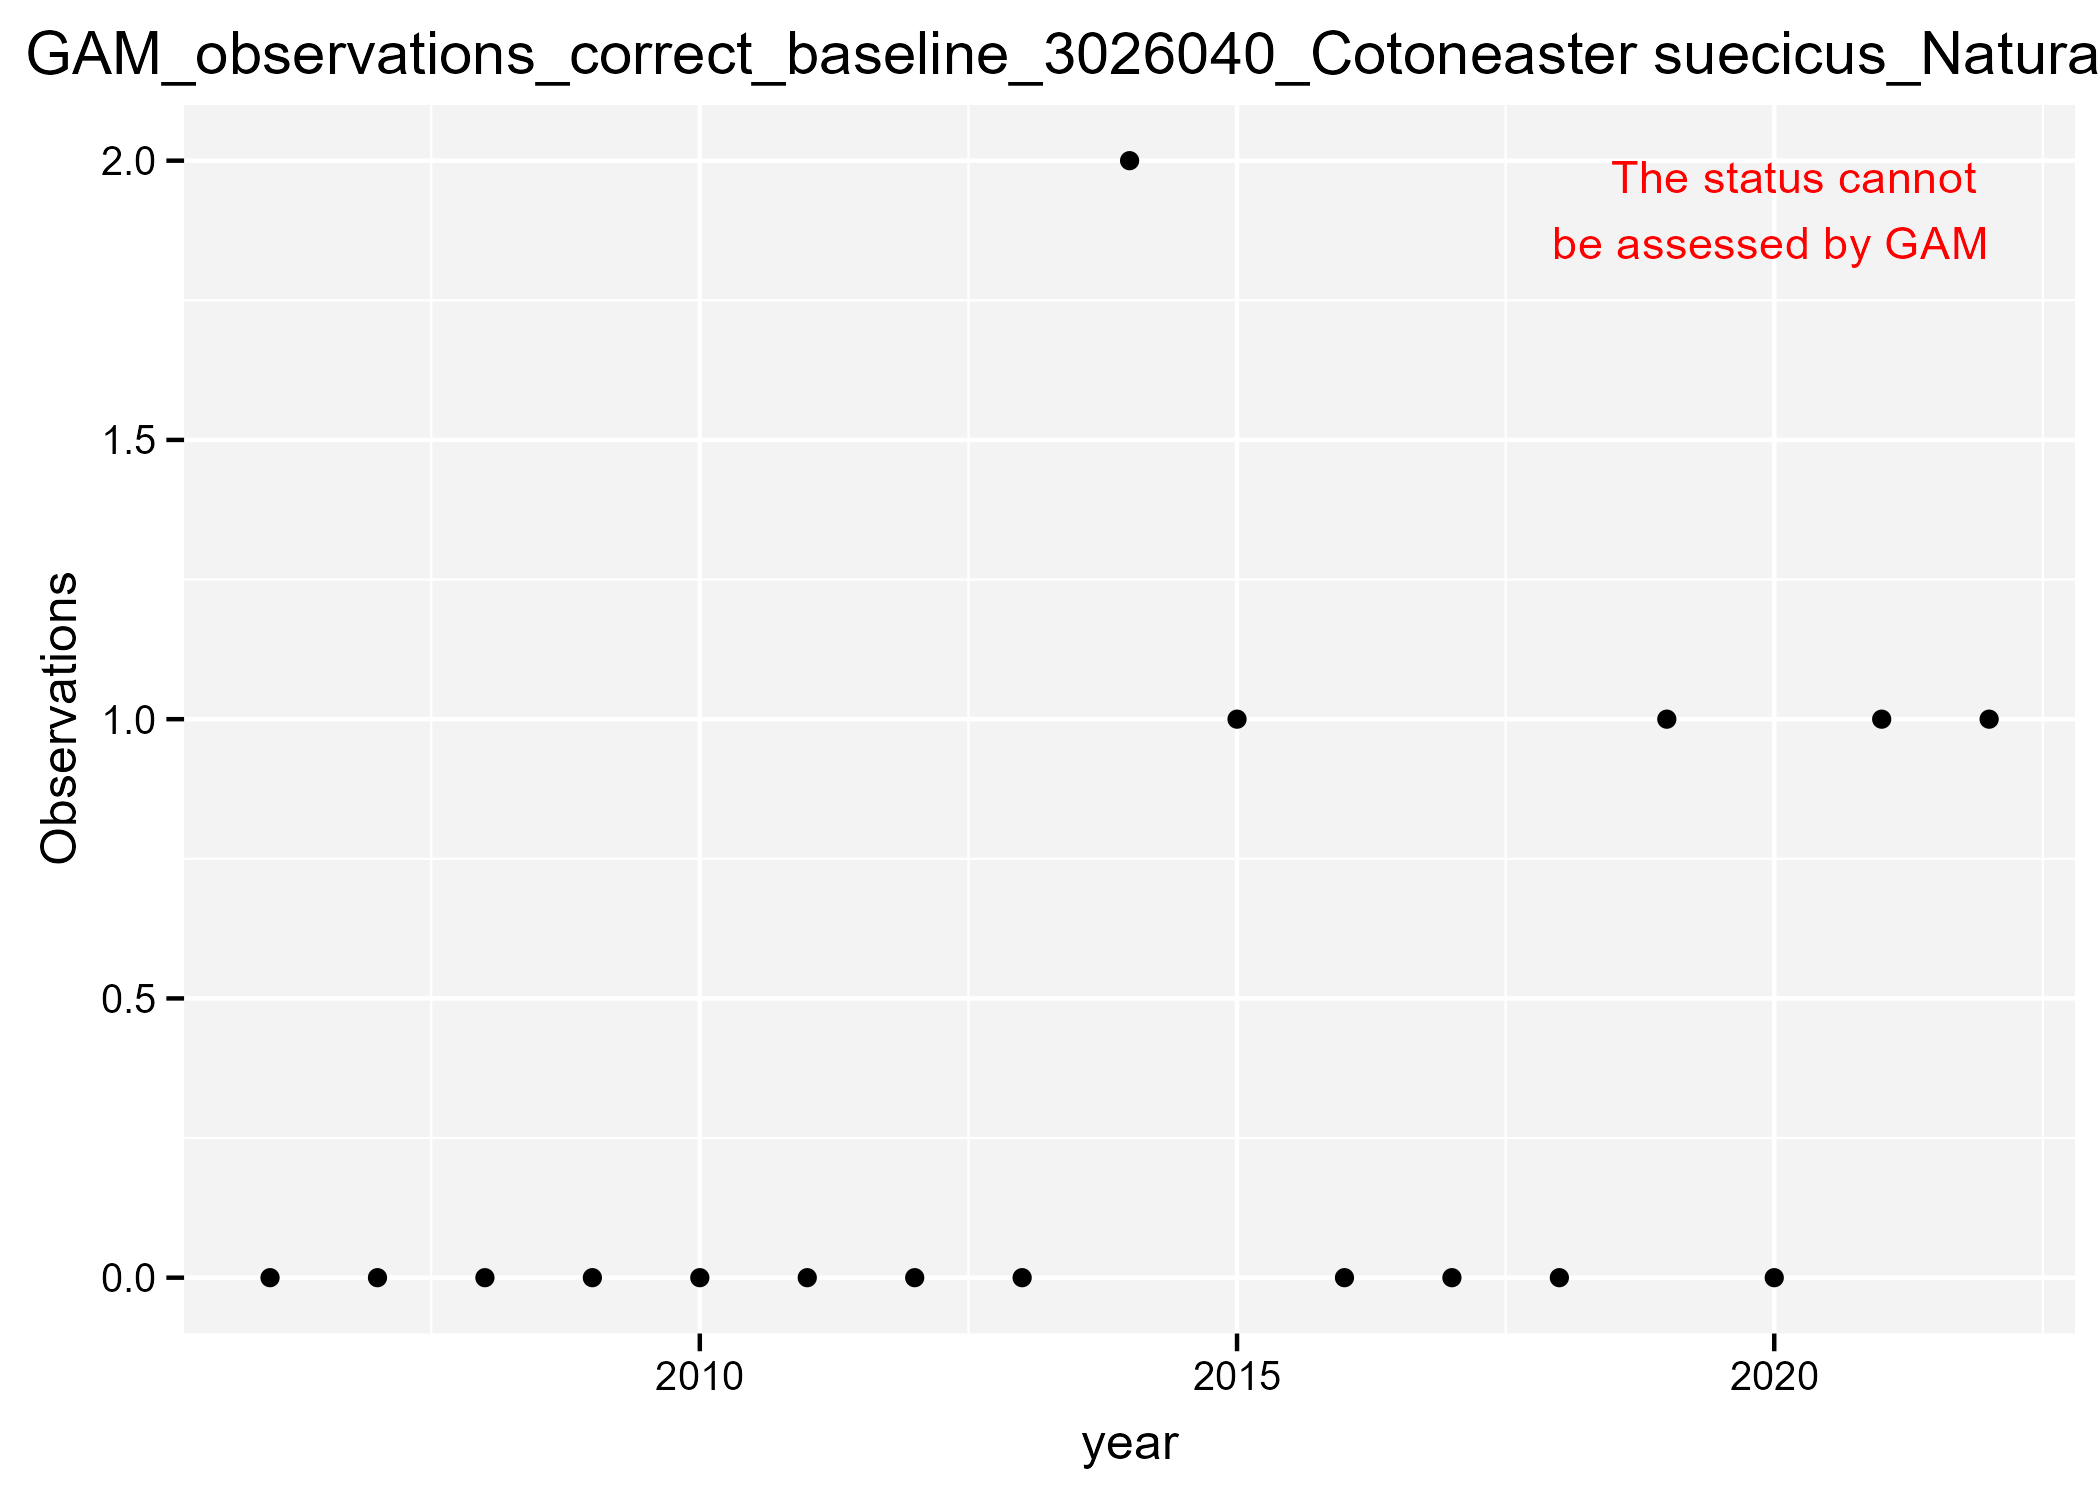 GAM_observations_correct_baseline_3026040_Cotoneaster suecicus_Natura
2.0
The status cannot
be assessed by GAM
1.5
1.0
0.5
0.0
Observations
2010 2015 2020
year